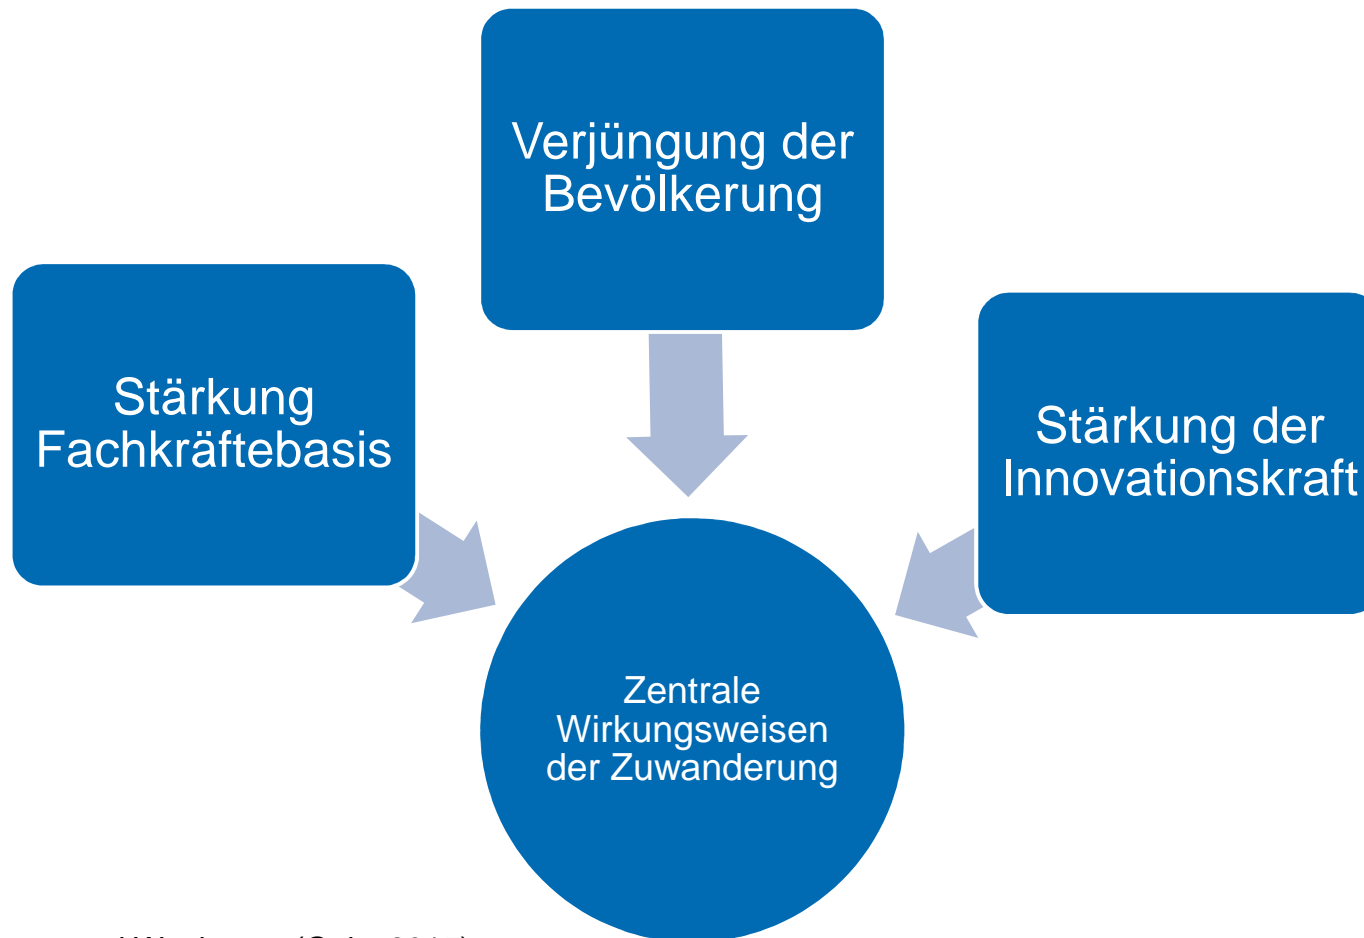 Verjüngung der
Bevölkerung
Stärkung
Fachkräftebasis
Stärkung der
Innovationskraft
Zentrale
Wirkungsweisen
der Zuwanderung